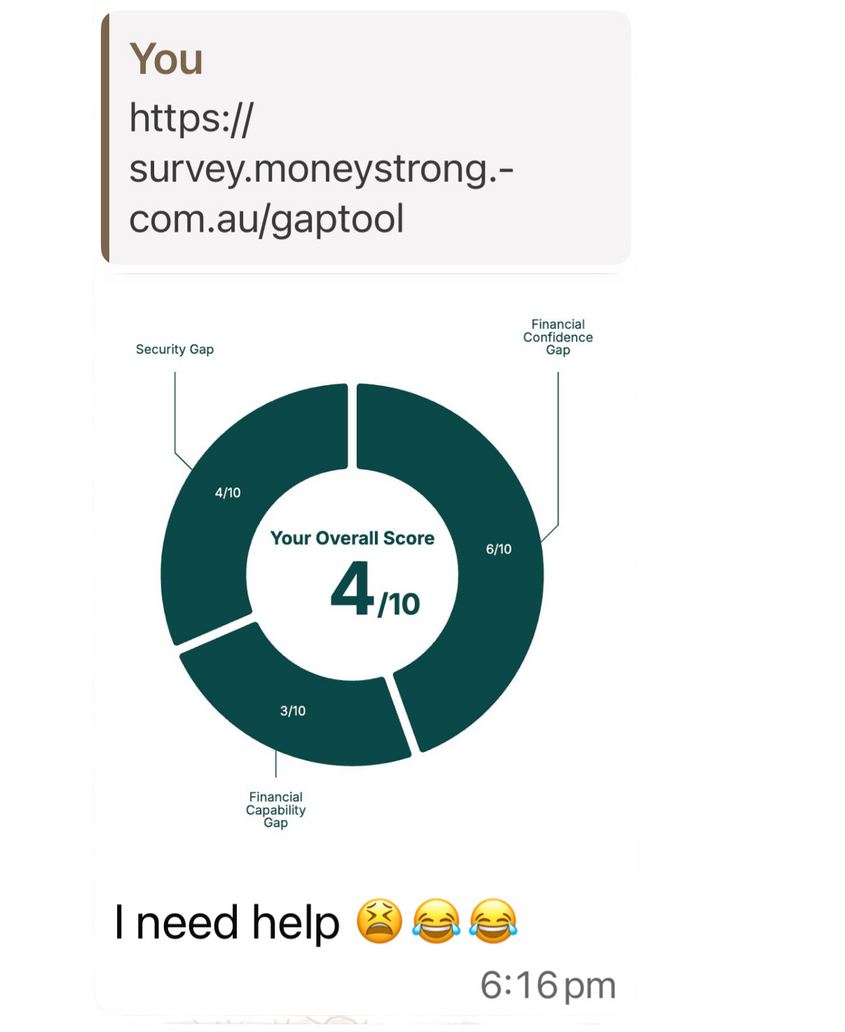 You
https://
survey.moneystrong.-
com.au/gaptool
Security Gap
Financial
Confidence
Gap
4/10
Your Overall Score
4/10
6/10
3/10
Financial
Capability
Gap
I need help 😫😂😂
6:16 pm